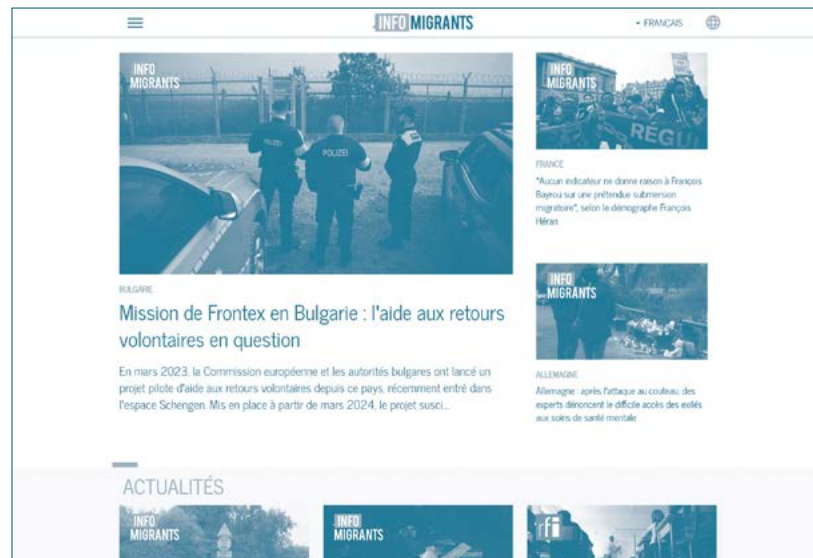 INFO MIGRANTS
FRANÇAIS
INFO
MIGRANTS
POLIZEI
POLIZEI
BULGARIE
Mission de Frontex en Bulgarie : l'aide aux retours
volontaires en question
En mars 2023, la Commission européenne et les autorités bulgares ont lancé un
projet pilote d'aide aux retours volontaires depuis ce pays, récemment entré dans
l'espace Schengen. Mis en place à partir de mars 2024, le projet susci...
INFO
MIGRANTS
RÉGU
FRANCE
"Aucun indicateur ne donne raison à François
Bayrou sur une prétendue submersion
migratoire", selon le démographe François
Héran
INFO
MIGRANTS
ALLEMAGNE
Allemagne : après l'attaque au couteau, des
experts dénoncent le difficile accès des exilés
aux soins de santé mentale
ACTUALITÉS
INFO
MIGRANTS
INFO
MIGRANTS
rfi